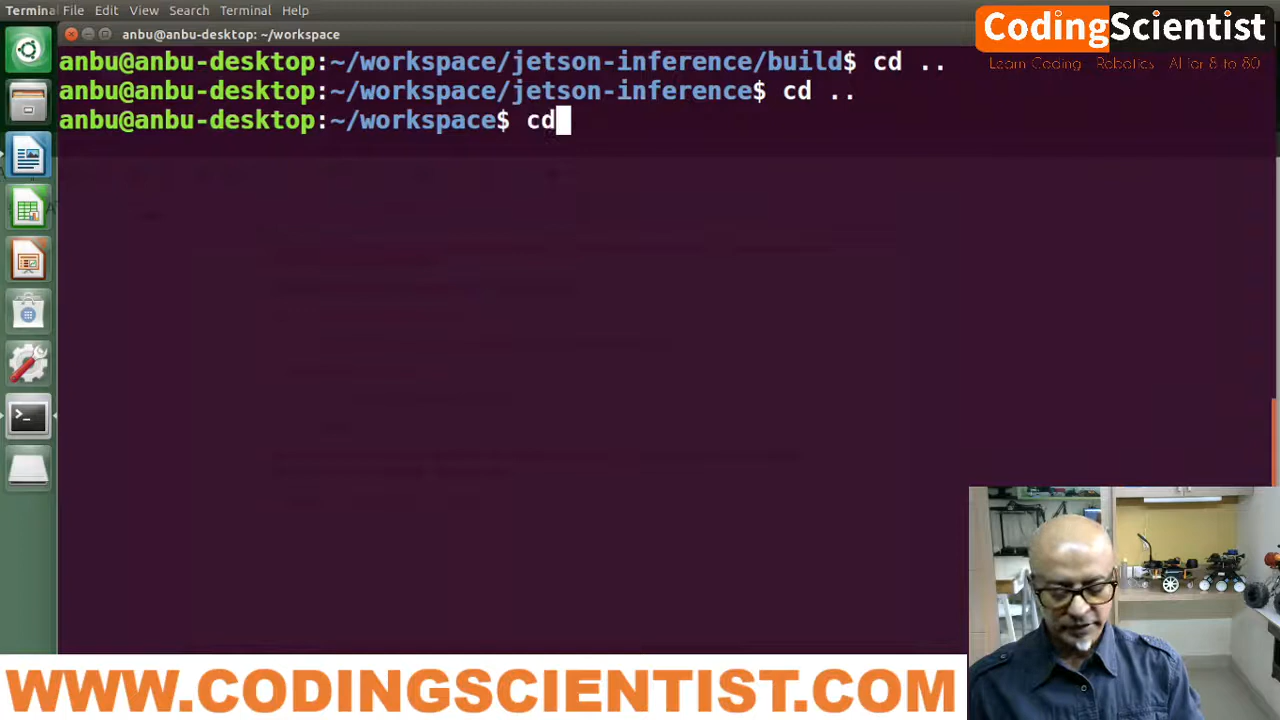 Termina File Edit View Search Terminal Help
anbu@anbu-desktop: ~/workspace
CodingScientist
Learn Coding Robotics AI for 8 to 80
anbu@anbu-desktop:~/workspace/jetson-inference/build$ cd ..
anbu@anbu-desktop:~/workspace/jetson-inference$ cd ..
anbu@anbu-desktop:~/workspace$ cd
WWW.CODINGSCIENTIST.COM